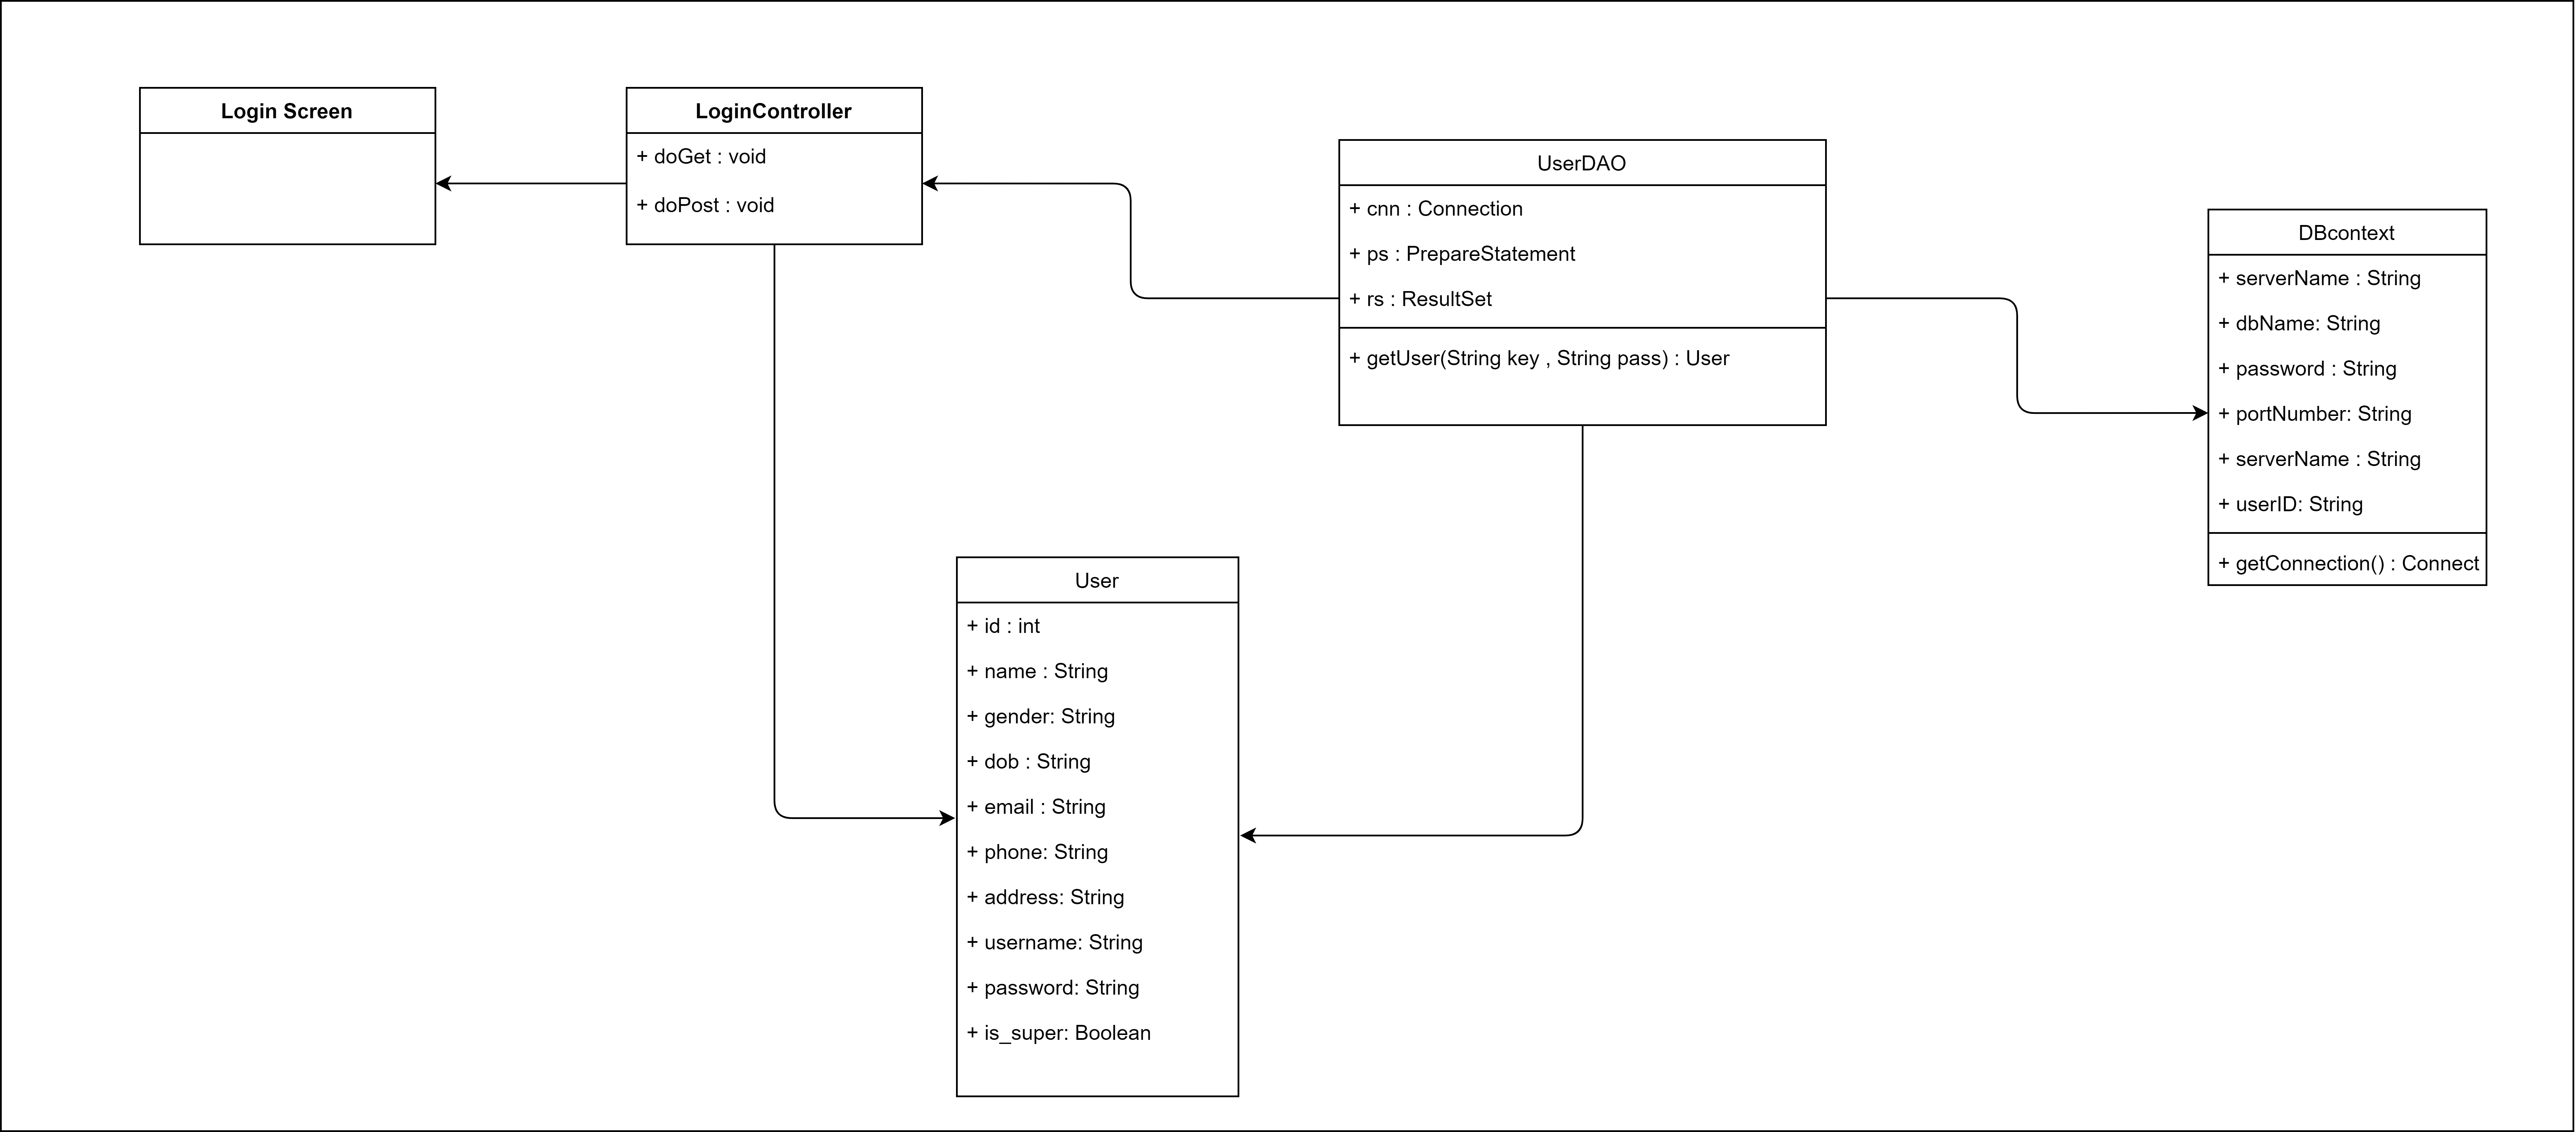 Login Screen
LoginController
+ doGet : void
+ doPost : void
UserDAO
+ cnn : Connection
+ ps : PrepareStatement
+ rs : ResultSet
+ getUser(String key , String pass) : User
DBcontext
+ serverName : String
+ dbName: String
+ password : String
+ portNumber: String
+ serverName : String
+ userID: String
+ getConnection() : Connect
User
+ id : int
+ name : String
+ gender: String
+ dob : String
+ email : String
+ phone: String
+ address: String
+ username: String
+ password: String
+ is_super: Boolean